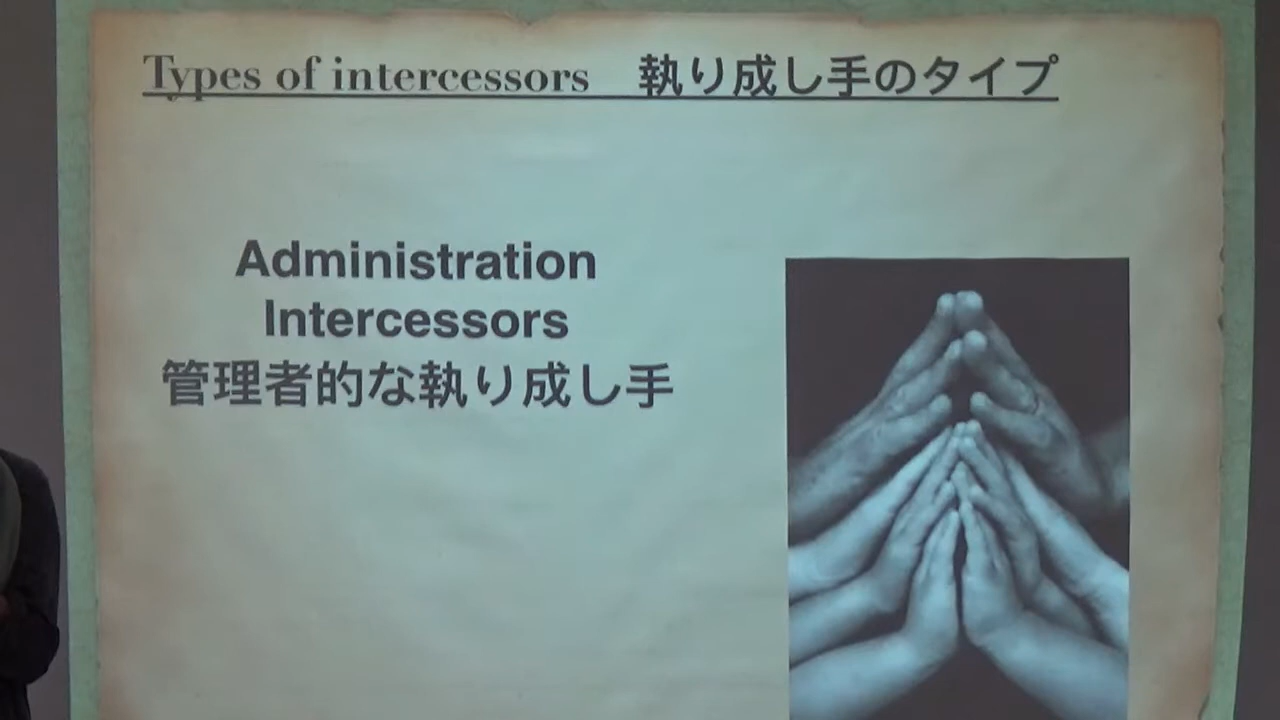 Types of intercessors 執り成し手のタイプ
Administration
Intercessors
管理者的な執り成し手